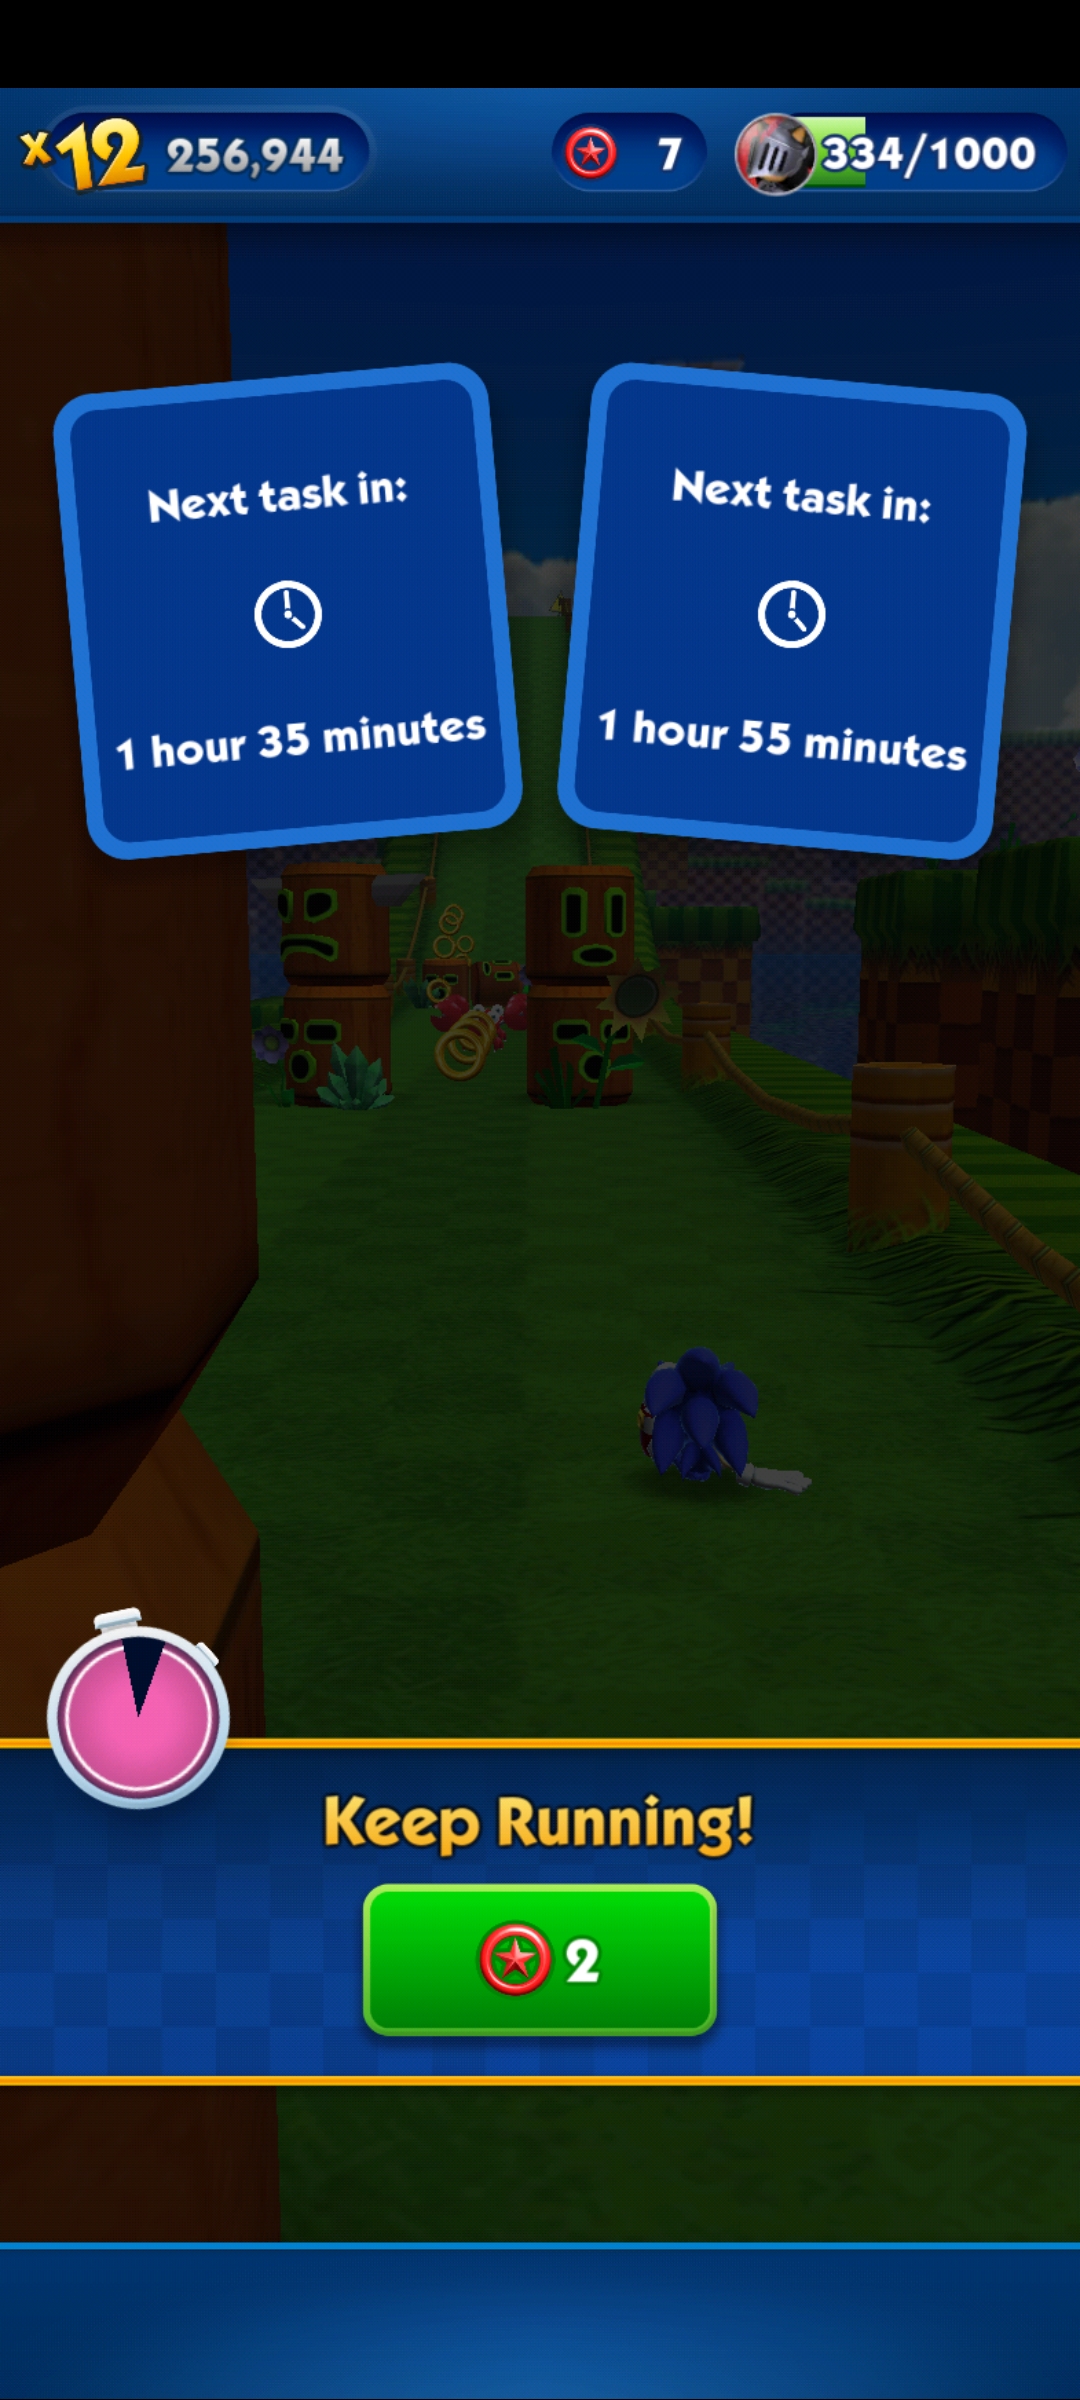 x12 256,944
7
334/1000
Next task in:
1 hour 35 minutes
Next task in:
1 hour 55 minutes
Keep Running!
2